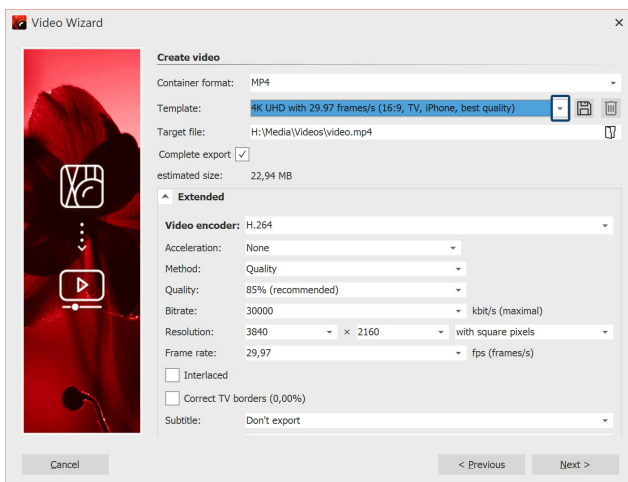 Video Wizard
Create video
Container format: MP4
Template: 4K UHD with 29.97 frames/s (16:9, TV, iPhone, best quality)
Target file: H:\Media\Videos\video.mp4
Complete export
estimated size: 22,94 MB
Extended
Video encoder: H.264
Acceleration: None
Method: Quality
Quality: 85% (recommended)
Bitrate: 30000 kbit/s (maximal)
Resolution: 3840 × 2160 with square pixels
Frame rate: 29,97 fps (frames/s)
Interlaced
Correct TV borders (0,00%)
Subtitle: Don't export
Cancel < Previous Next >